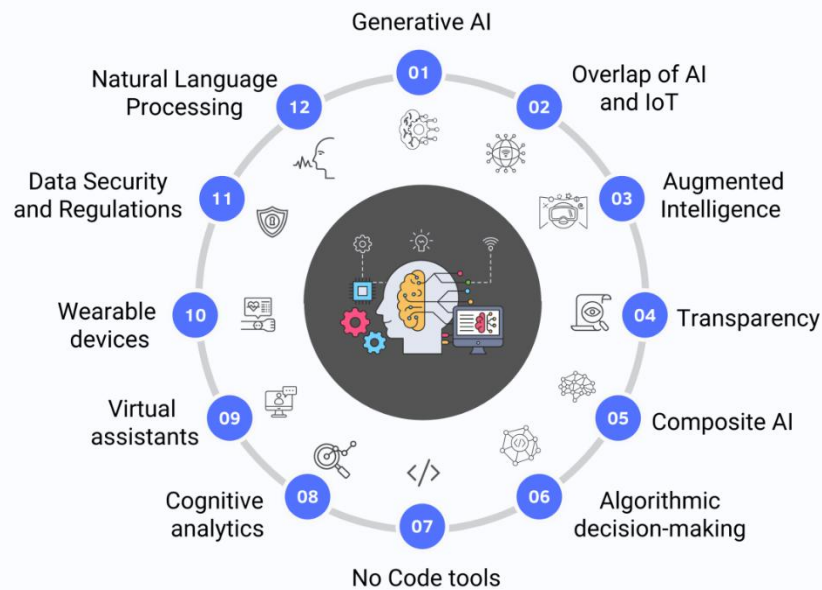 Generative AI
01
Overlap of AI
and IoT
02
Augmented
Intelligence
03
Transparency
04
Composite AI
05
Algorithmic
decision-making
06
No Code tools
07
Cognitive
analytics
08
Virtual
assistants
09
Wearable
devices
10
Data Security
and Regulations
11
Natural Language
Processing
12